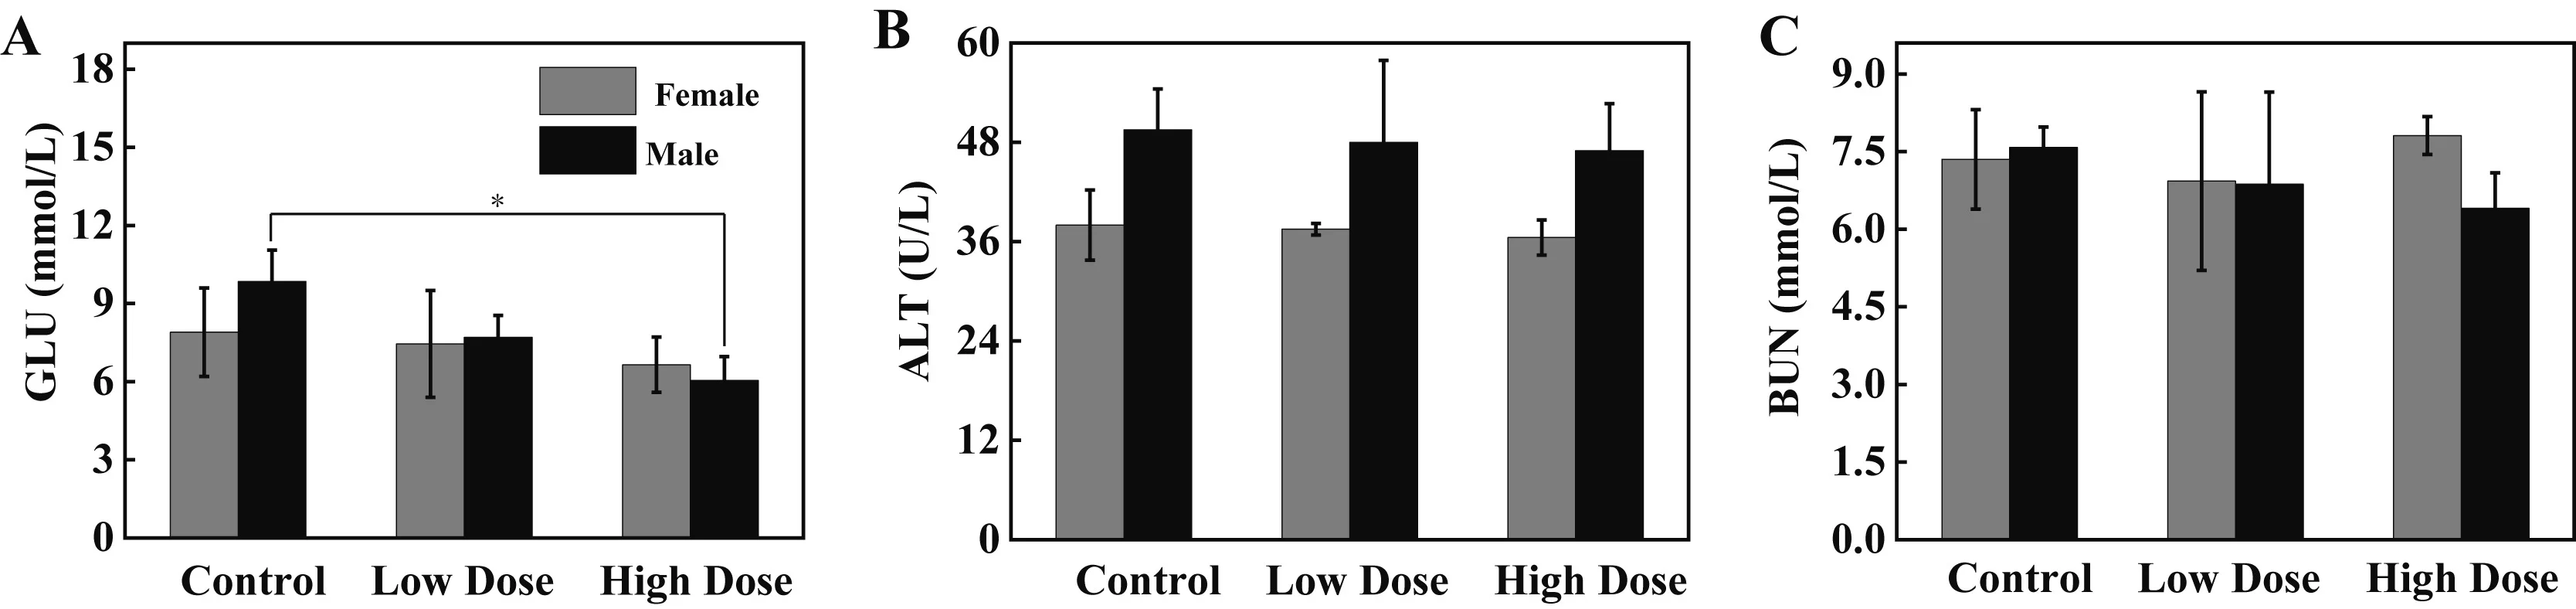 A
GLU (mmol/L)
18
15
12
9
6
3
0
Female
Male
*
Control Low Dose High Dose
B
ALT (U/L)
60
48
36
24
12
0
Control Low Dose High Dose
C
BUN (mmol/L)
9.0
7.5
6.0
4.5
3.0
1.5
0.0
Control Low Dose High Dose